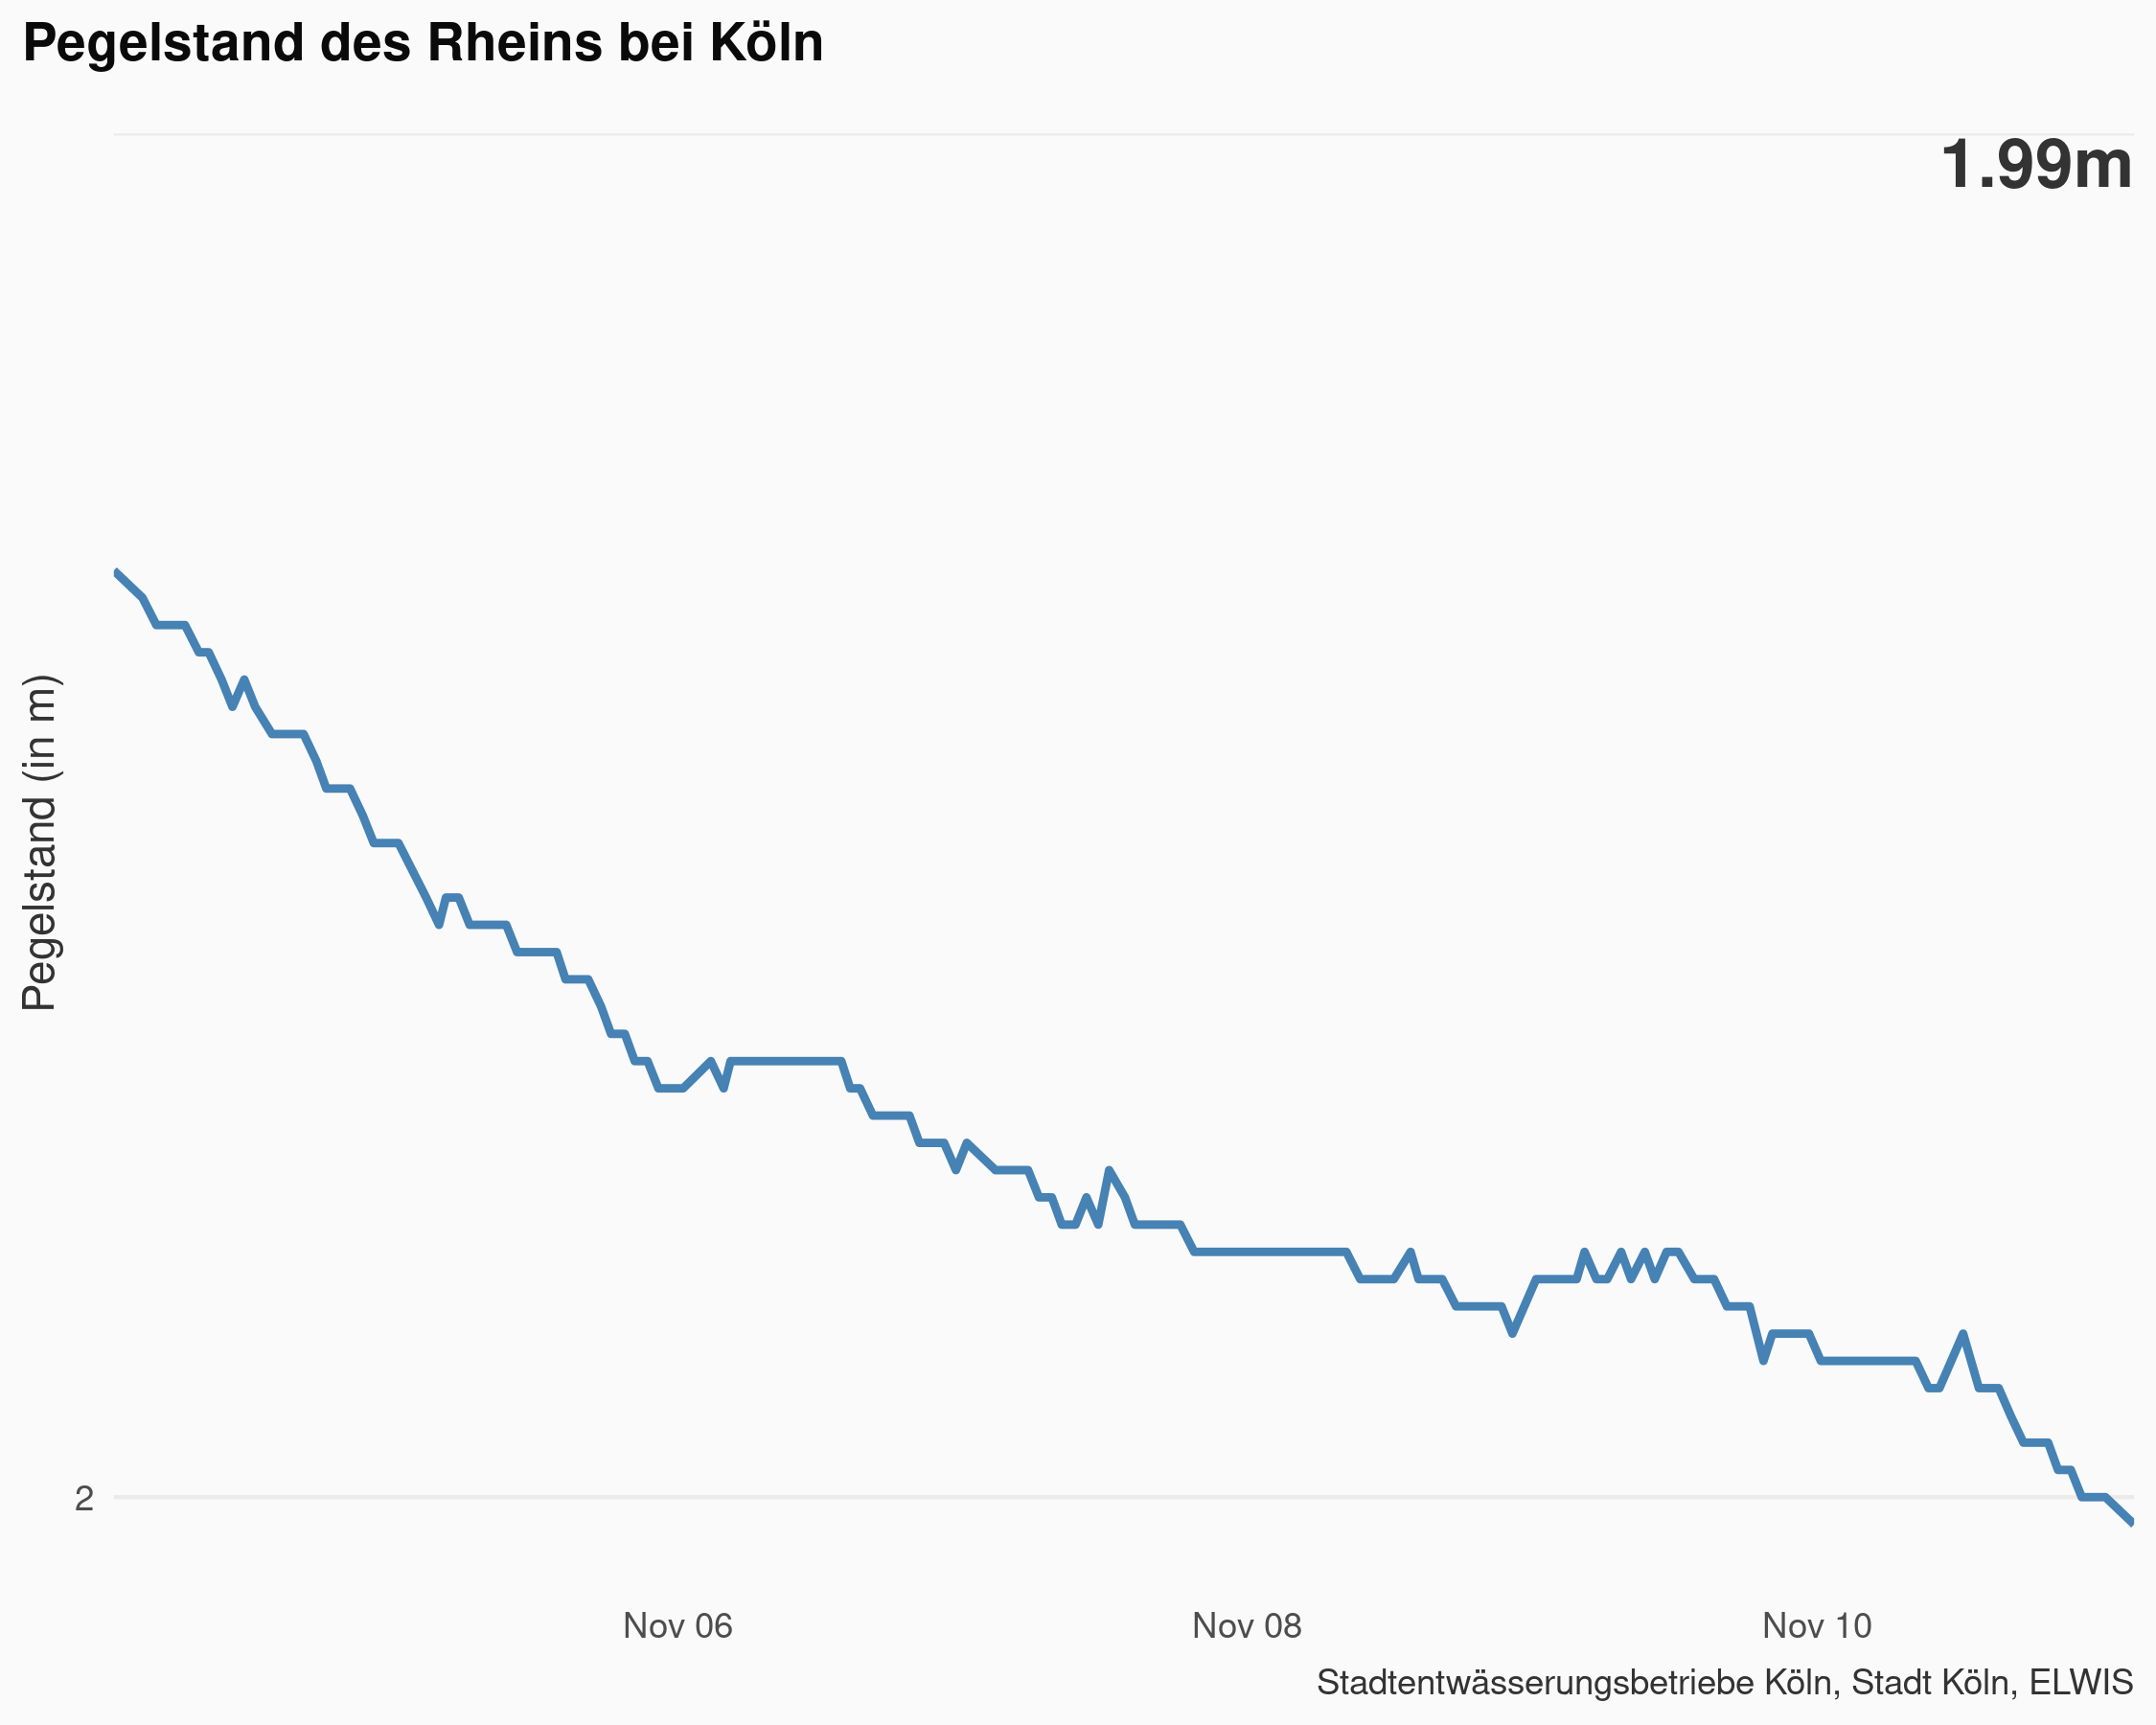 Pegelstand des Rheins bei Köln
1.99m
Pegelstand (in m)
2
Nov 06
Nov 08
Nov 10
Stadtentwässerungsbetriebe Köln, Stadt Köln, ELWIS